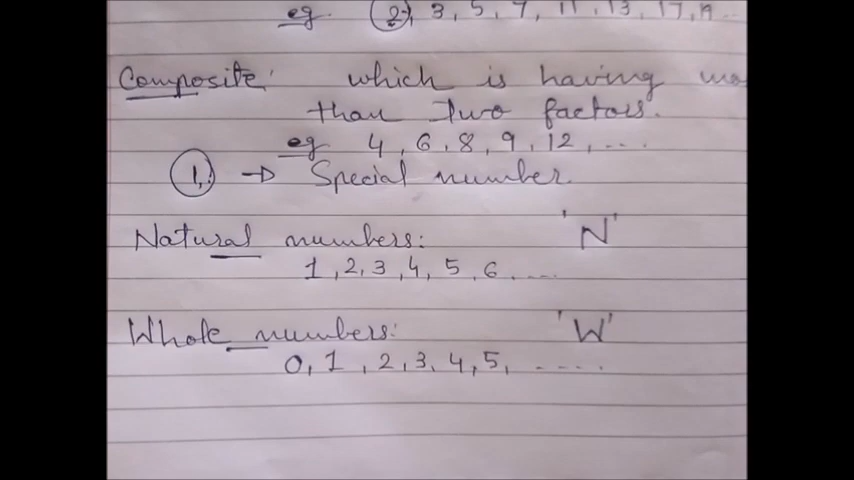 eg 2, 3, 5, 7, 11, 13, 17, 19 ..
Composite: which is having mo
than Two factors.
eg 4, 6, 8, 9, 12, ....
1, → Special number.
Natural numbers: 'N'
1, 2, 3, 4, 5, 6, ....
Whole numbers: 'W'
0, 1, 2, 3, 4, 5, ....